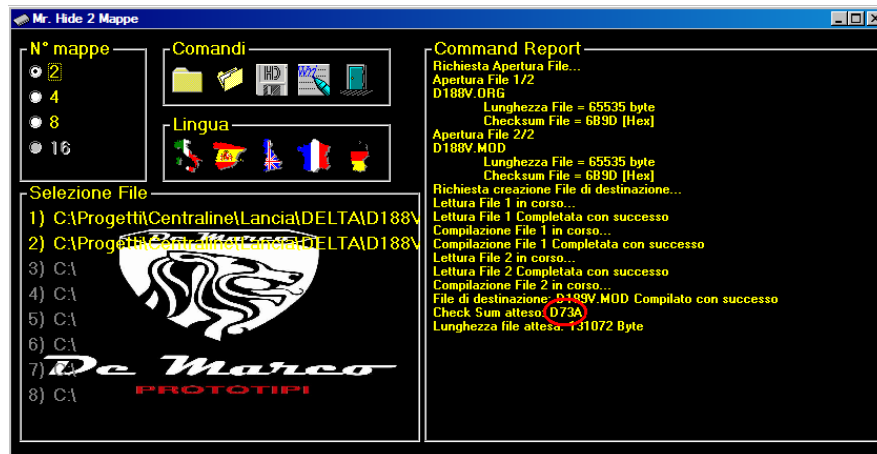 Mr. Hide 2 Mappe
N° mappe
2
4
8
16
Comandi
HD
Lingua
Selezione File
1) C:\Progetti\Centraline\Lancia\DELTA\D188V
2) C:\Progetti\Centraline\Lancia\DELTA\D188V
3) C:\
4) C:\
5) C:\
6) C:\
7) C:\
8) C:\
De Marco
PROTOTIPI
Command Report
Richiesta Apertura File...
Apertura File 1/2
D188V.ORG
Lunghezza File = 65535 byte
Checksum File = 6B9D [Hex]
Apertura File 2/2
D188V.MOD
Lunghezza File = 65535 byte
Checksum File = 6B9D [Hex]
Richiesta creazione File di destinazione...
Lettura File 1 in corso...
Lettura File 1 Completata con successo
Compilazione File 1 in corso...
Compilazione File 1 Completata con successo
Lettura File 2 in corso...
Lettura File 2 Completata con successo
Compilazione File 2 in corso...
File di destinazione: D189V.MOD Compilato con successo
Check Sum atteso: D73A
Lunghezza file attesa: 131072 Byte